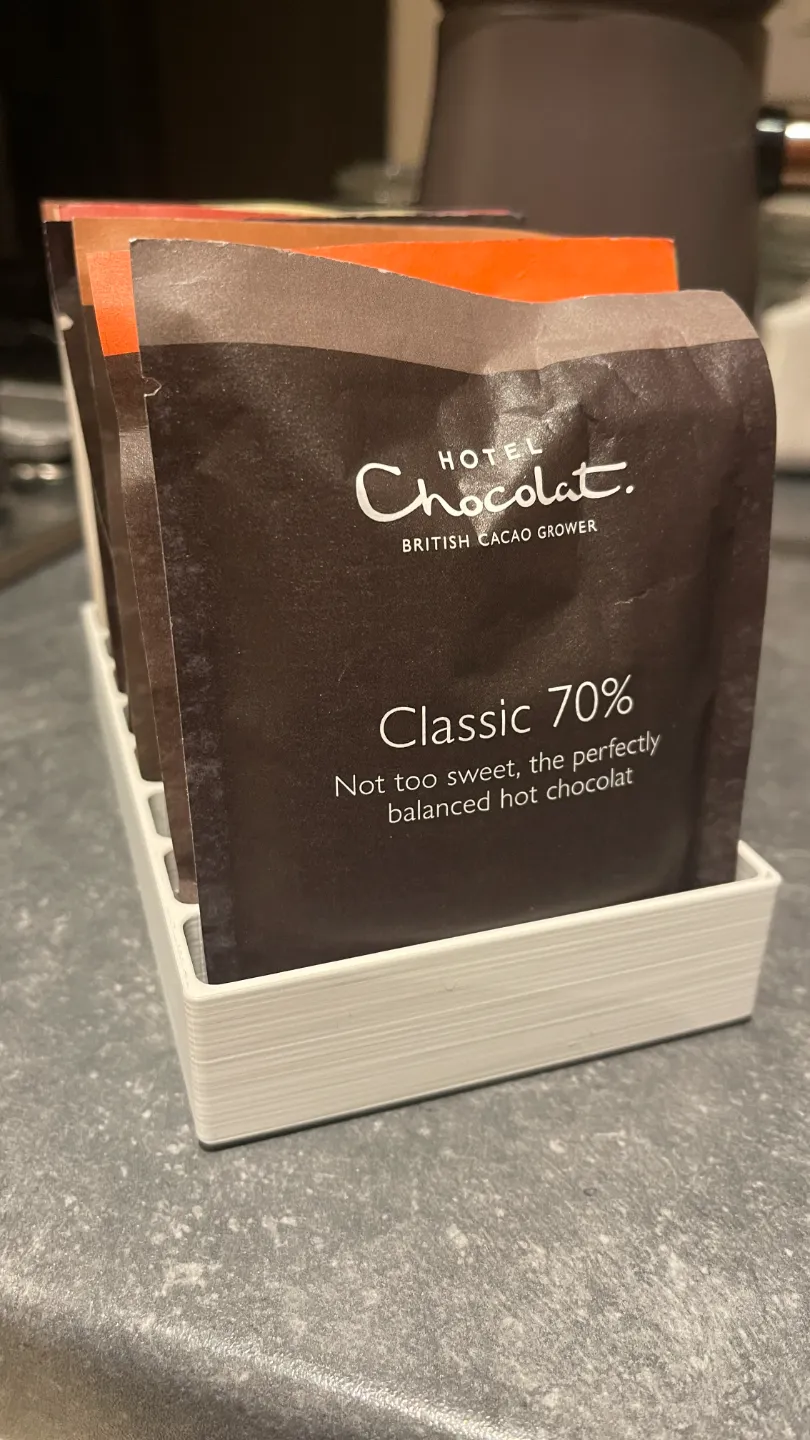 HOTEL
Chocolat.
BRITISH CACAO GROWER
Classic 70%
Not too sweet, the perfectly
balanced hot chocolat